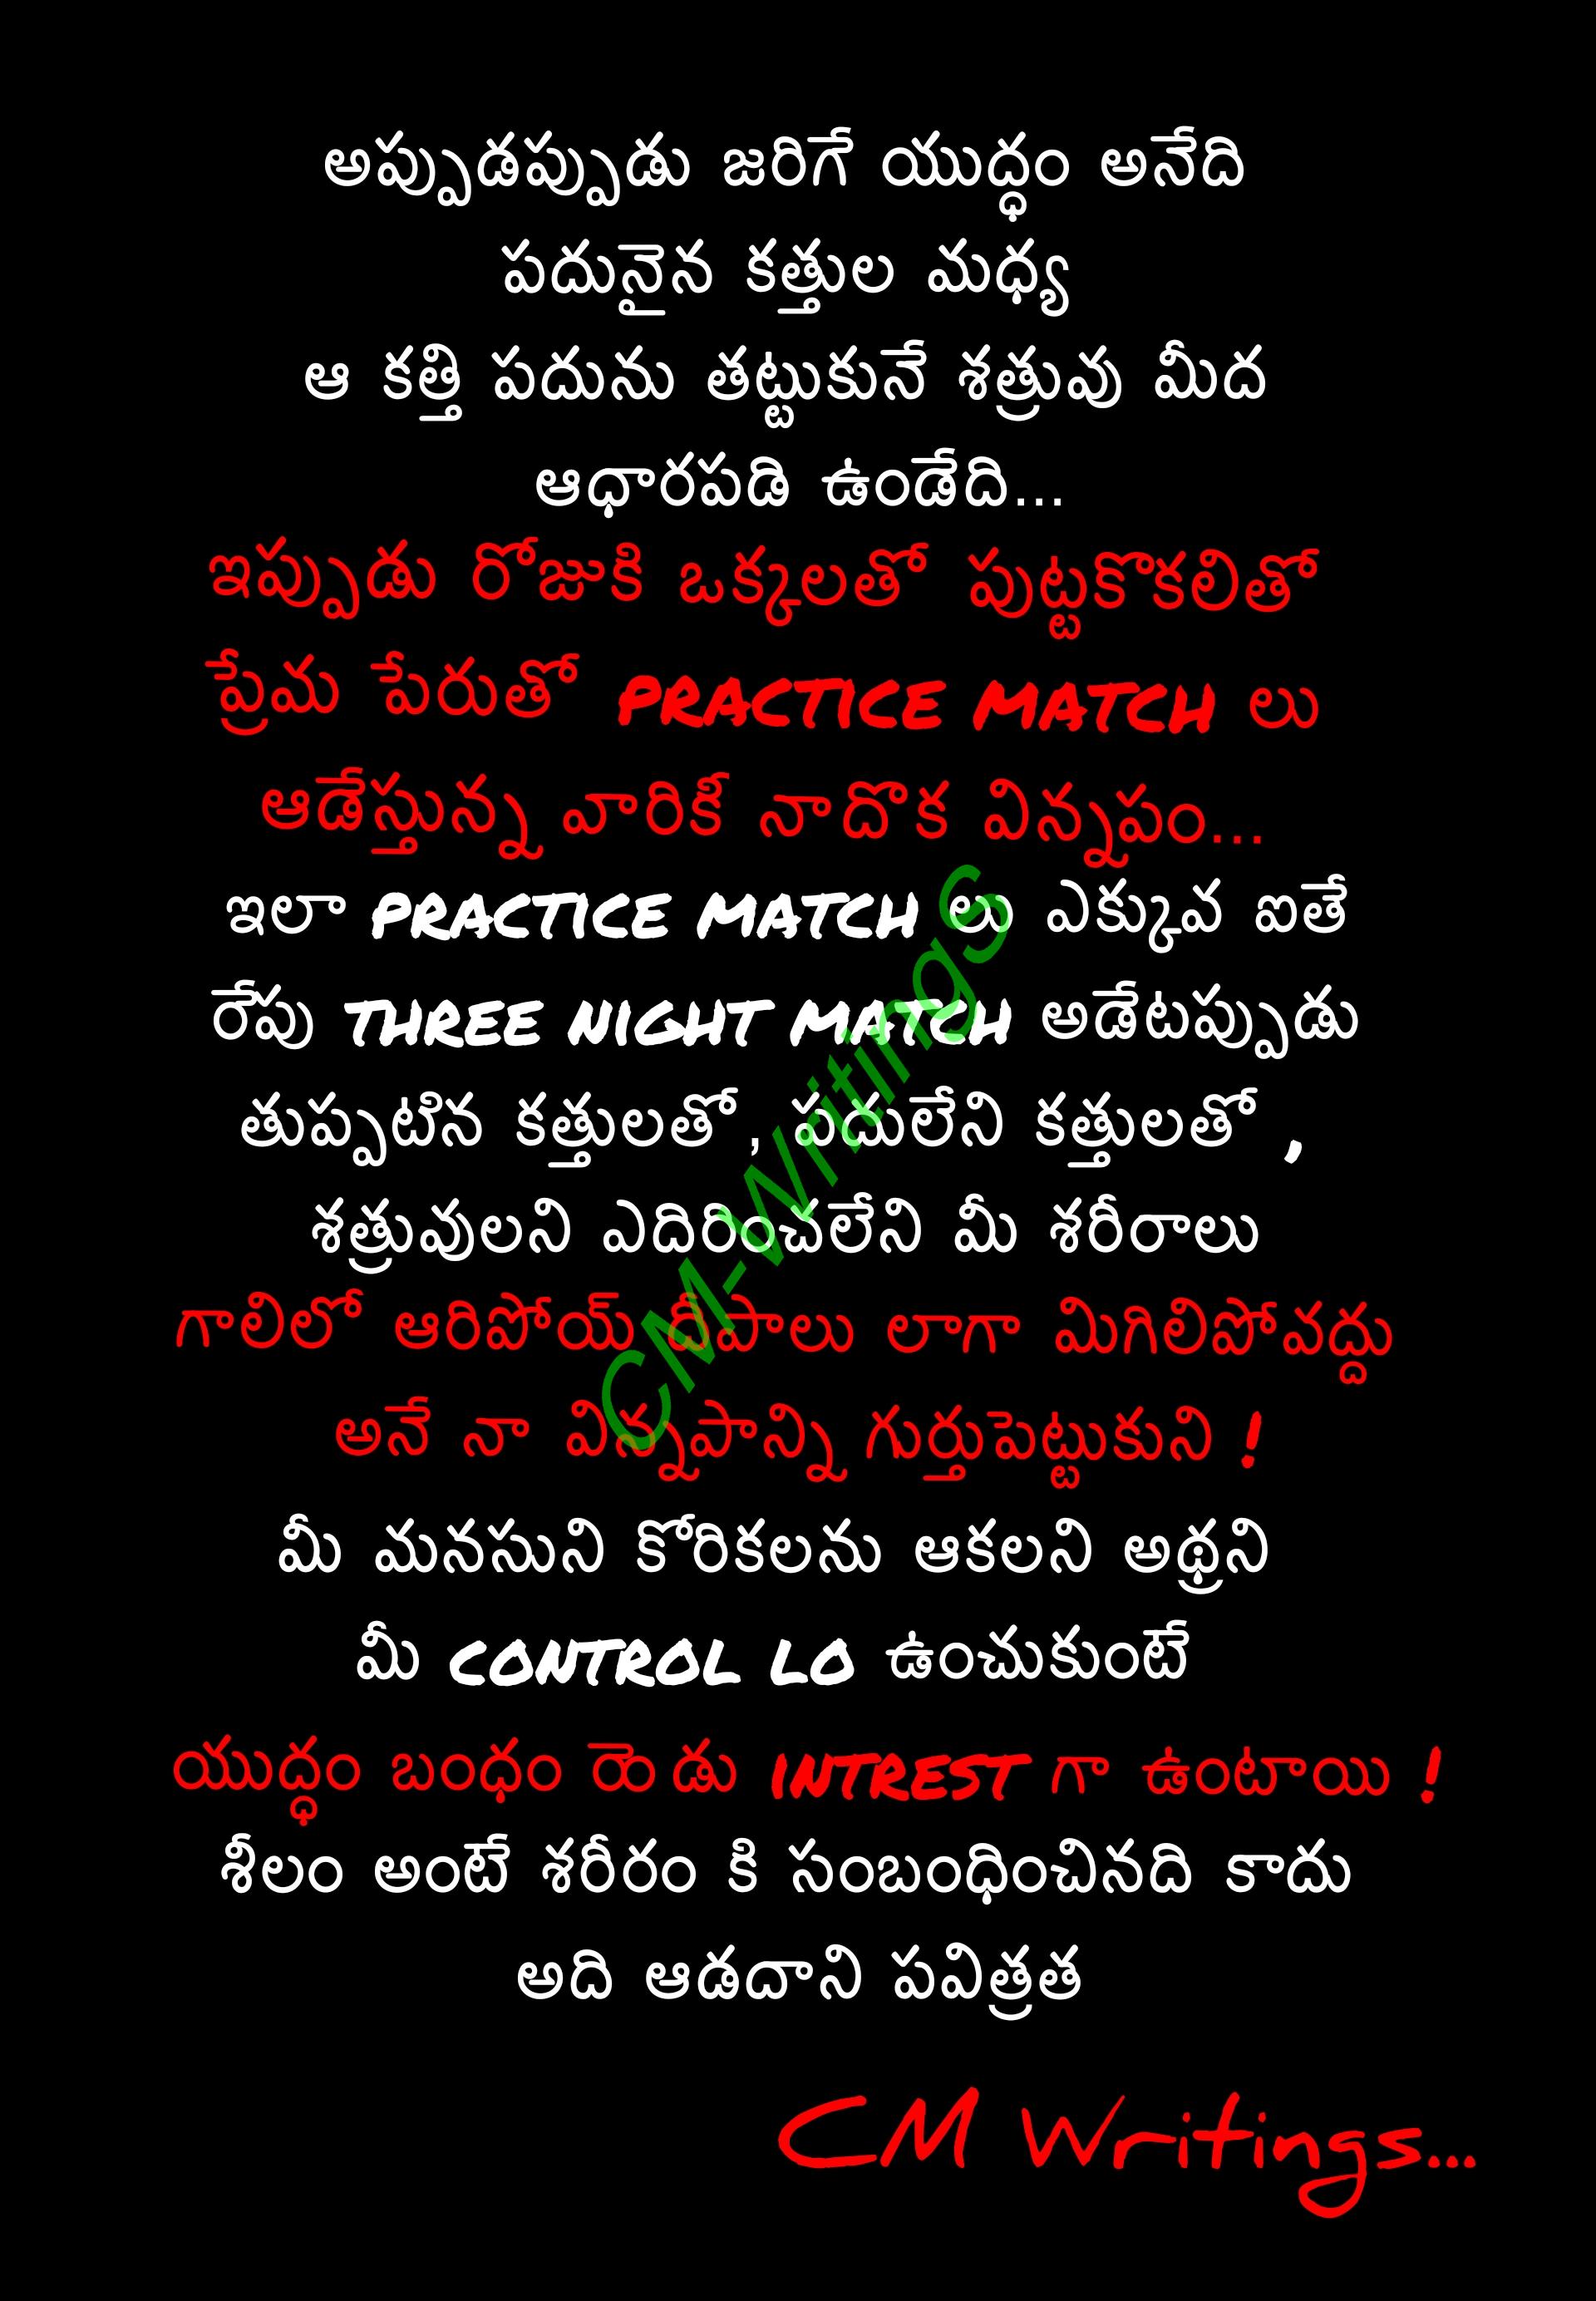 అప్పుడప్పుడు జరిగే యుద్ధం అనేది
పదునైన కత్తుల మధ్య
ఆ కత్తి పదును తట్టుకునే శత్రువు మీద
ఆధారపడి ఉండేది...
ఇప్పుడు రోజుకి ఒక్కలతో పుట్టకొకలితో
ప్రేమ పేరుతో PRACTICE MATCH లు
ఆడేస్తున్న వారికీ నాదొక విన్నపం...
ఇలా PRACTICE MATCH లు ఎక్కువ ఐతే
రేపు THREE NIGHT MATCH అడేటప్పుడు
తుప్పటిన కత్తులతో, పదులేని కత్తులతో ,
శత్రువులని ఎదిరించలేని మీ శరీరాలు
గాలిలో ఆరిపోయ్ దీపాలు లాగా మిగిలిపోవద్దు
అనే నా విన్నపాన్ని గుర్తుపెట్టుకుని !
మీ మనసుని కోరికలను ఆకలని అథ్రని
మీ CONTROL LO ఉంచుకుంటే
యుద్ధం బంధం రెండు INTREST గా ఉంటాయి !
శీలం అంటే శరీరం కి సంబంధించినది కాదు
అది ఆడదాని పవిత్రత
CM Writings...
CM-Writings